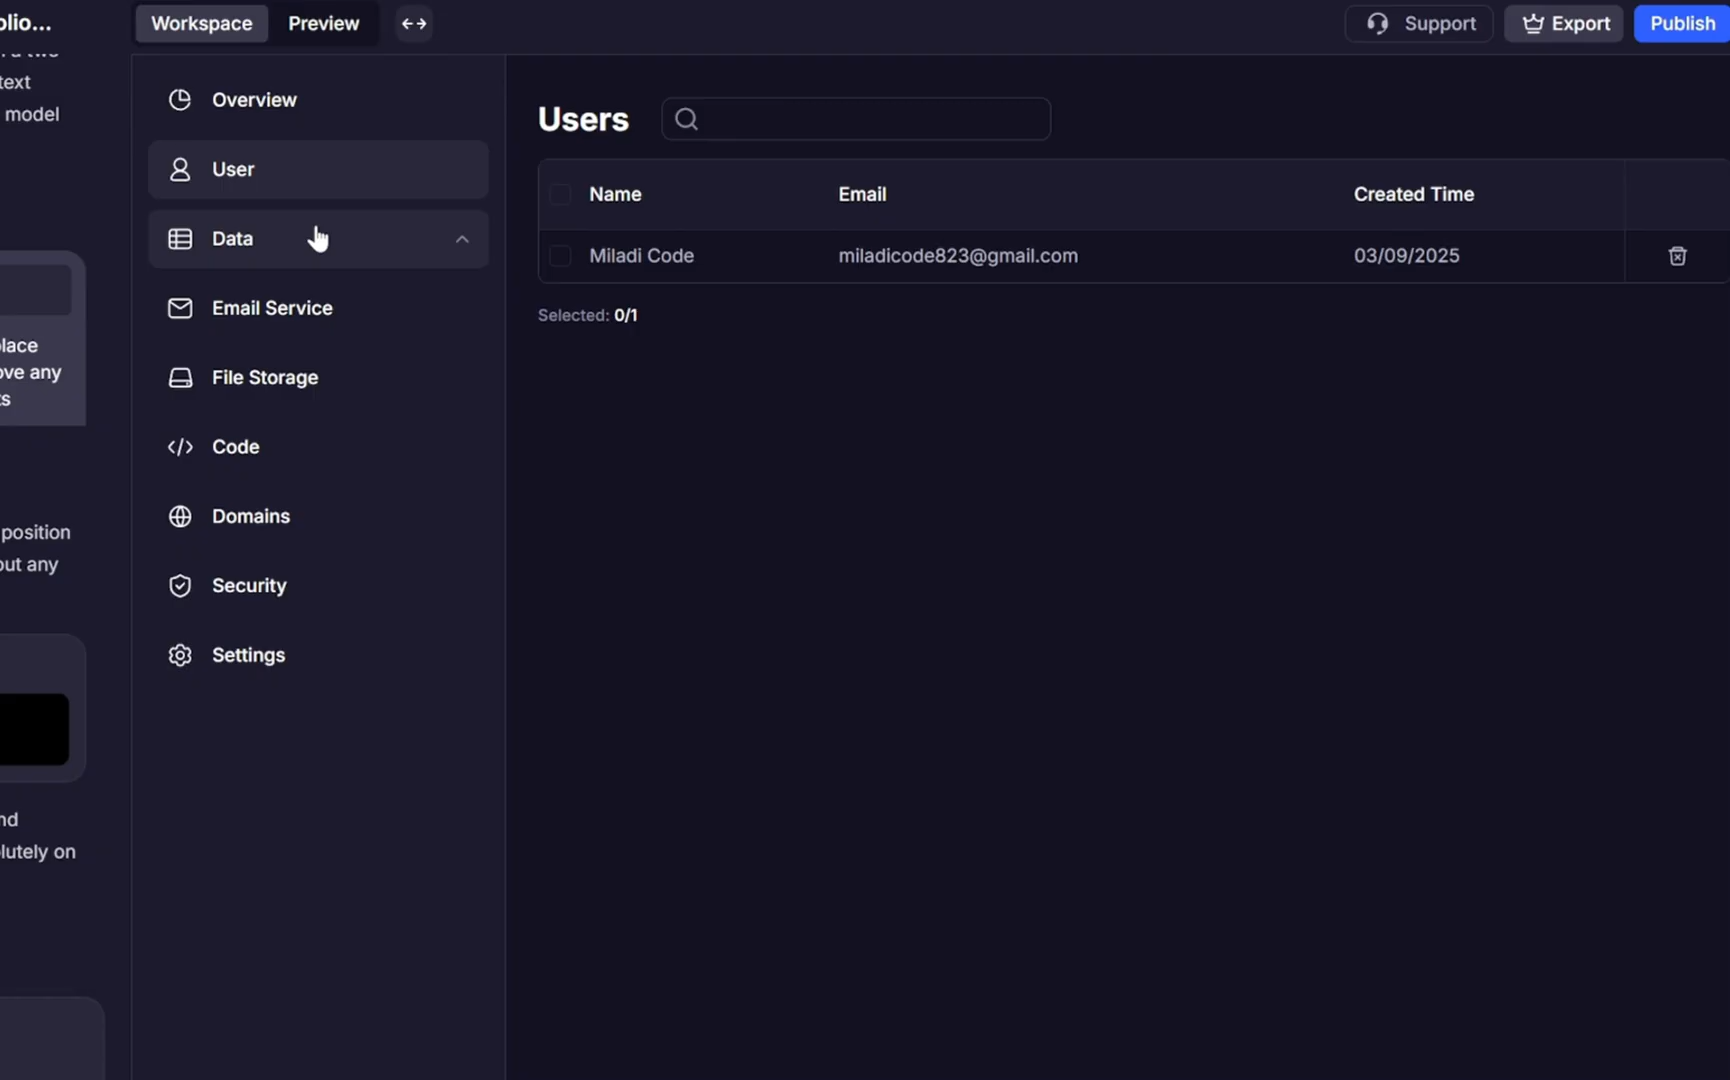 olio...
Workspace
Preview
Support
Export
Publish
text
model
lace
ove any
ts
position
out any
nd
lutely on
Overview
User
Data
Email Service
File Storage
Code
Domains
Security
Settings
Users
Name Email Created Time
Miladi Code miladicode823@gmail.com 03/09/2025
Selected: 0/1